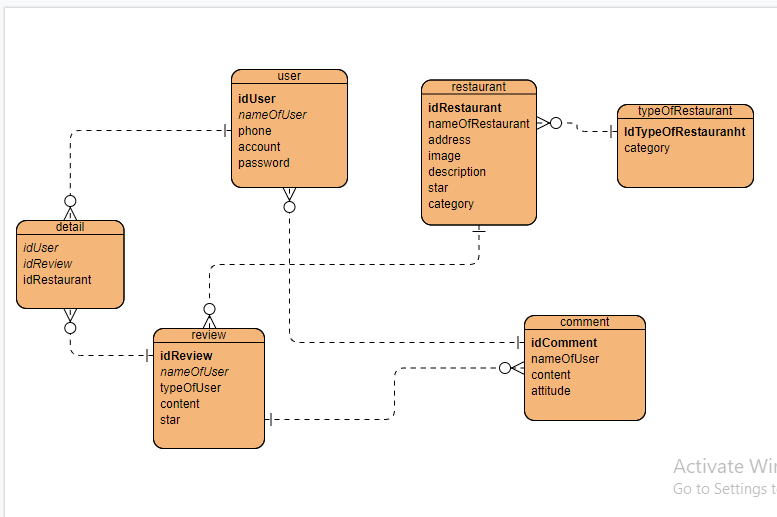 user
idUser
nameOfUser
phone
account
password
restaurant
idRestaurant
nameOfRestaurant
address
image
description
star
category
typeOfRestaurant
IdTypeOfRestauranht
category
detail
idUser
idReview
idRestaurant
review
idReview
nameOfUser
typeOfUser
content
star
comment
idComment
nameOfUser
content
attitude
Activate Win
Go to Settings t